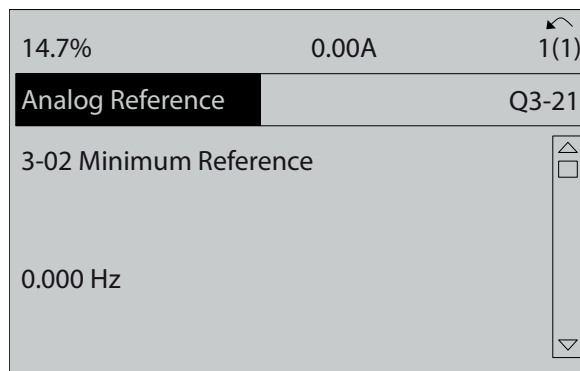 14.7% 0.00A 1(1)
Analog Reference Q3-21
3-02 Minimum Reference
0.000 Hz